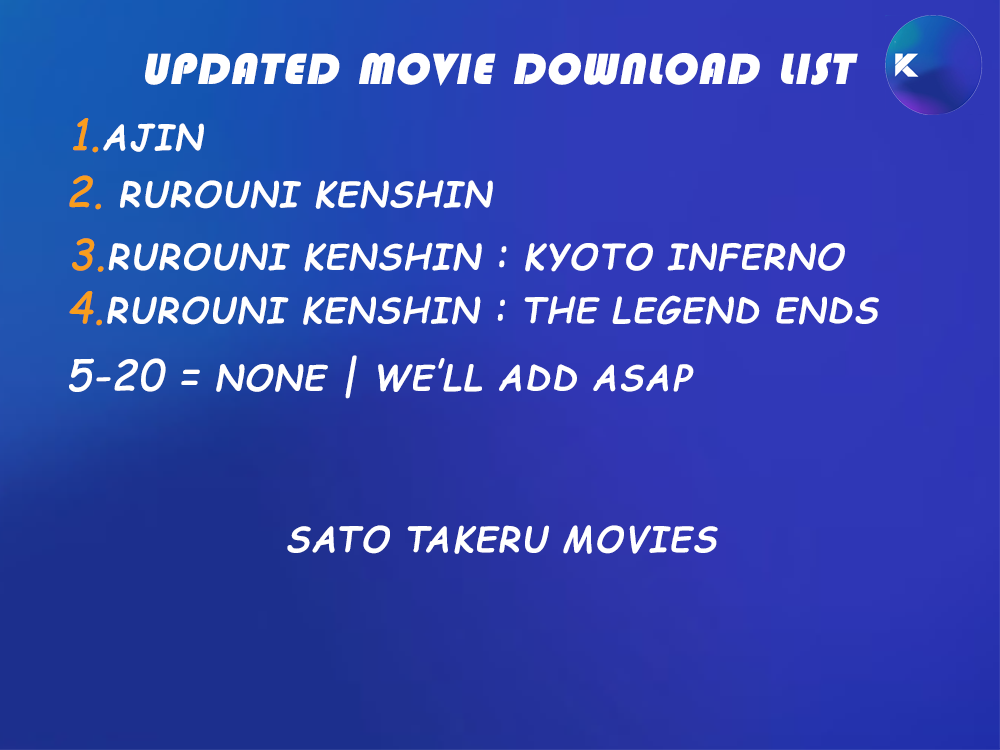 UPDATED MOVIE DOWNLOAD LIST K
1.AJIN
2. RUROUNI KENSHIN
3.RUROUNI KENSHIN : KYOTO INFERNO
4.RUROUNI KENSHIN : THE LEGEND ENDS
5-20 = NONE | WE'LL ADD ASAP
SATO TAKERU MOVIES